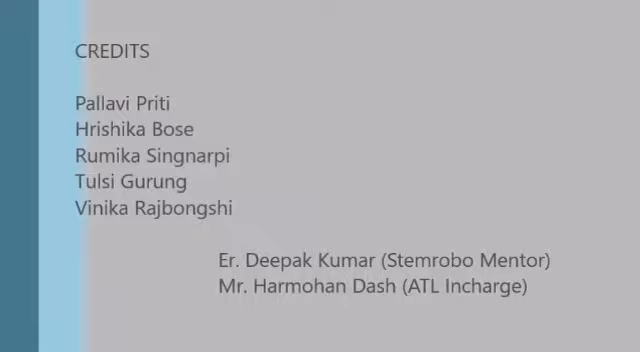 CREDITS
Pallavi Priti
Hrishika Bose
Rumika Singnarpi
Tulsi Gurung
Vinika Rajbongshi
Er. Deepak Kumar (Stemrobo Mentor)
Mr. Harmohan Dash (ATL Incharge)